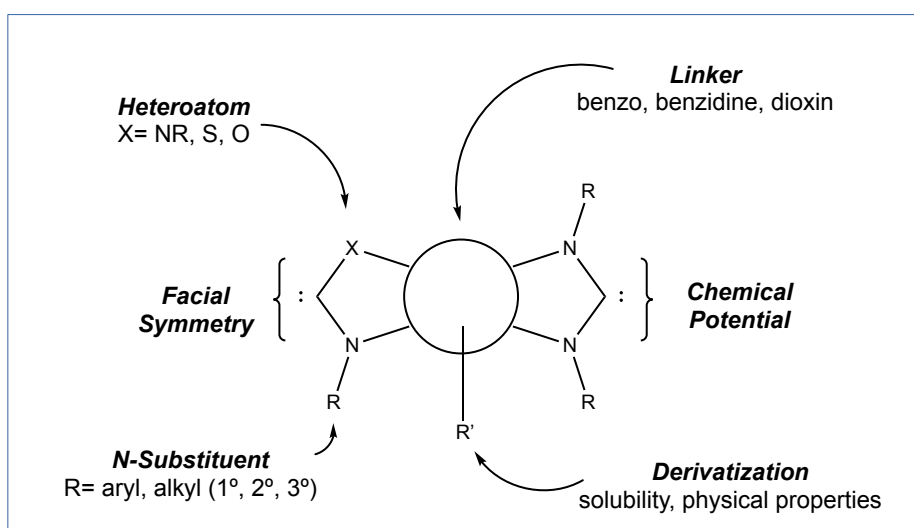 Linker
benzo, benzidine, dioxin
Heteroatom
X= NR, S, O
R
X
N
Facial
Symmetry
:
:
Chemical
Potential
N
N
R
R
R'
N-Substituent
R= aryl, alkyl (1º, 2º, 3º)
Derivatization
solubility, physical properties